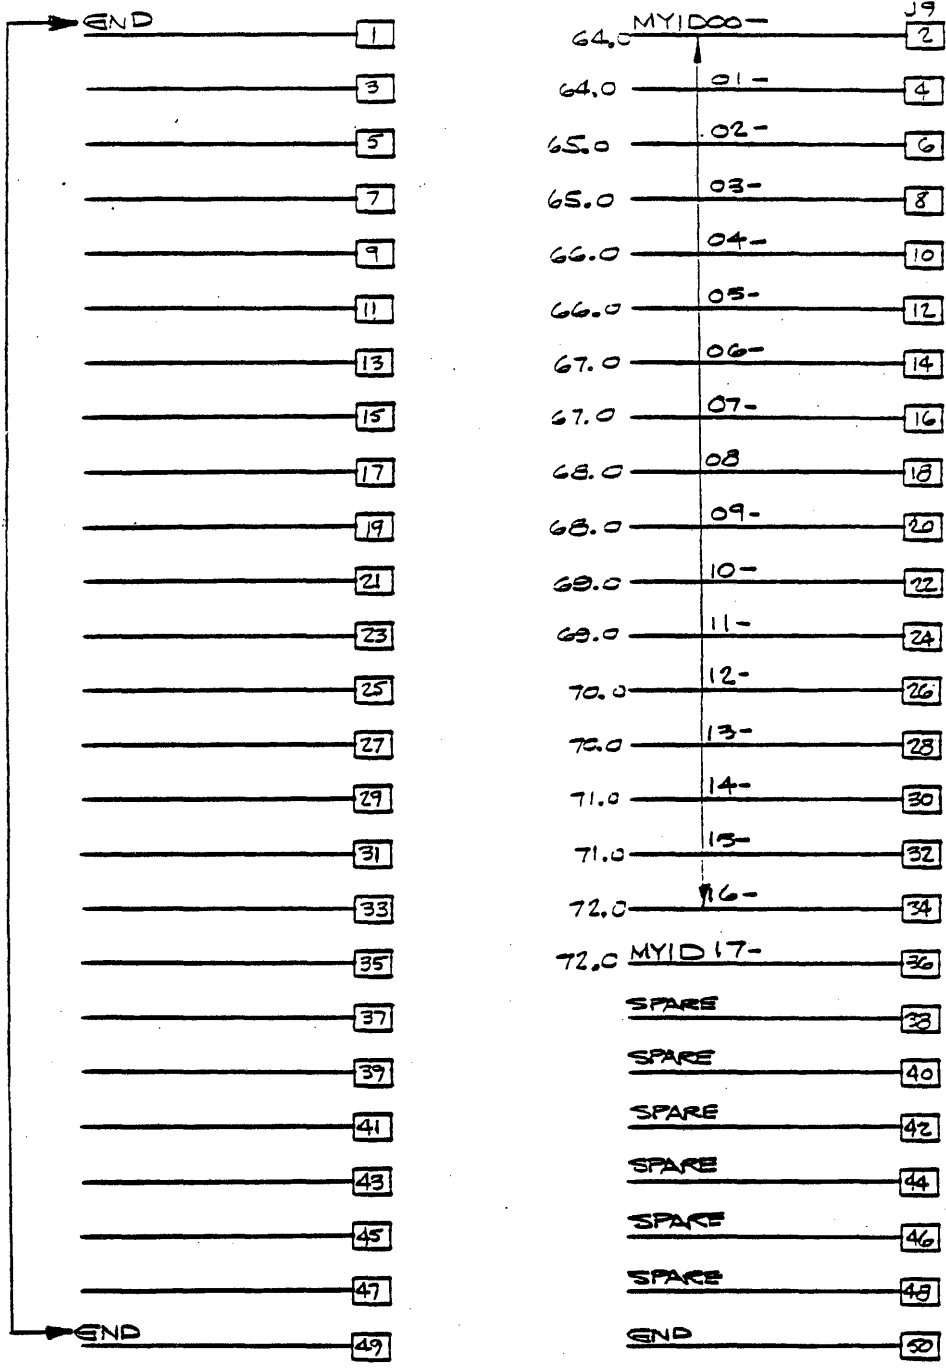 J9
GND 1 64.0 MYID00- 2
3 64.0 01- 4
5 65.0 02- 6
7 65.0 03- 8
9 66.0 04- 10
11 66.0 05- 12
13 67.0 06- 14
15 67.0 07- 16
17 68.0 08 18
19 68.0 09- 20
21 69.0 10- 22
23 69.0 11- 24
25 70.0 12- 26
27 70.0 13- 28
29 71.0 14- 30
31 71.0 15- 32
33 72.0 16- 34
35 72.0 MYID 17- 36
37 SPARE 38
39 SPARE 40
41 SPARE 42
43 SPARE 44
45 SPARE 46
47 SPARE 48
GND 49 GND 50